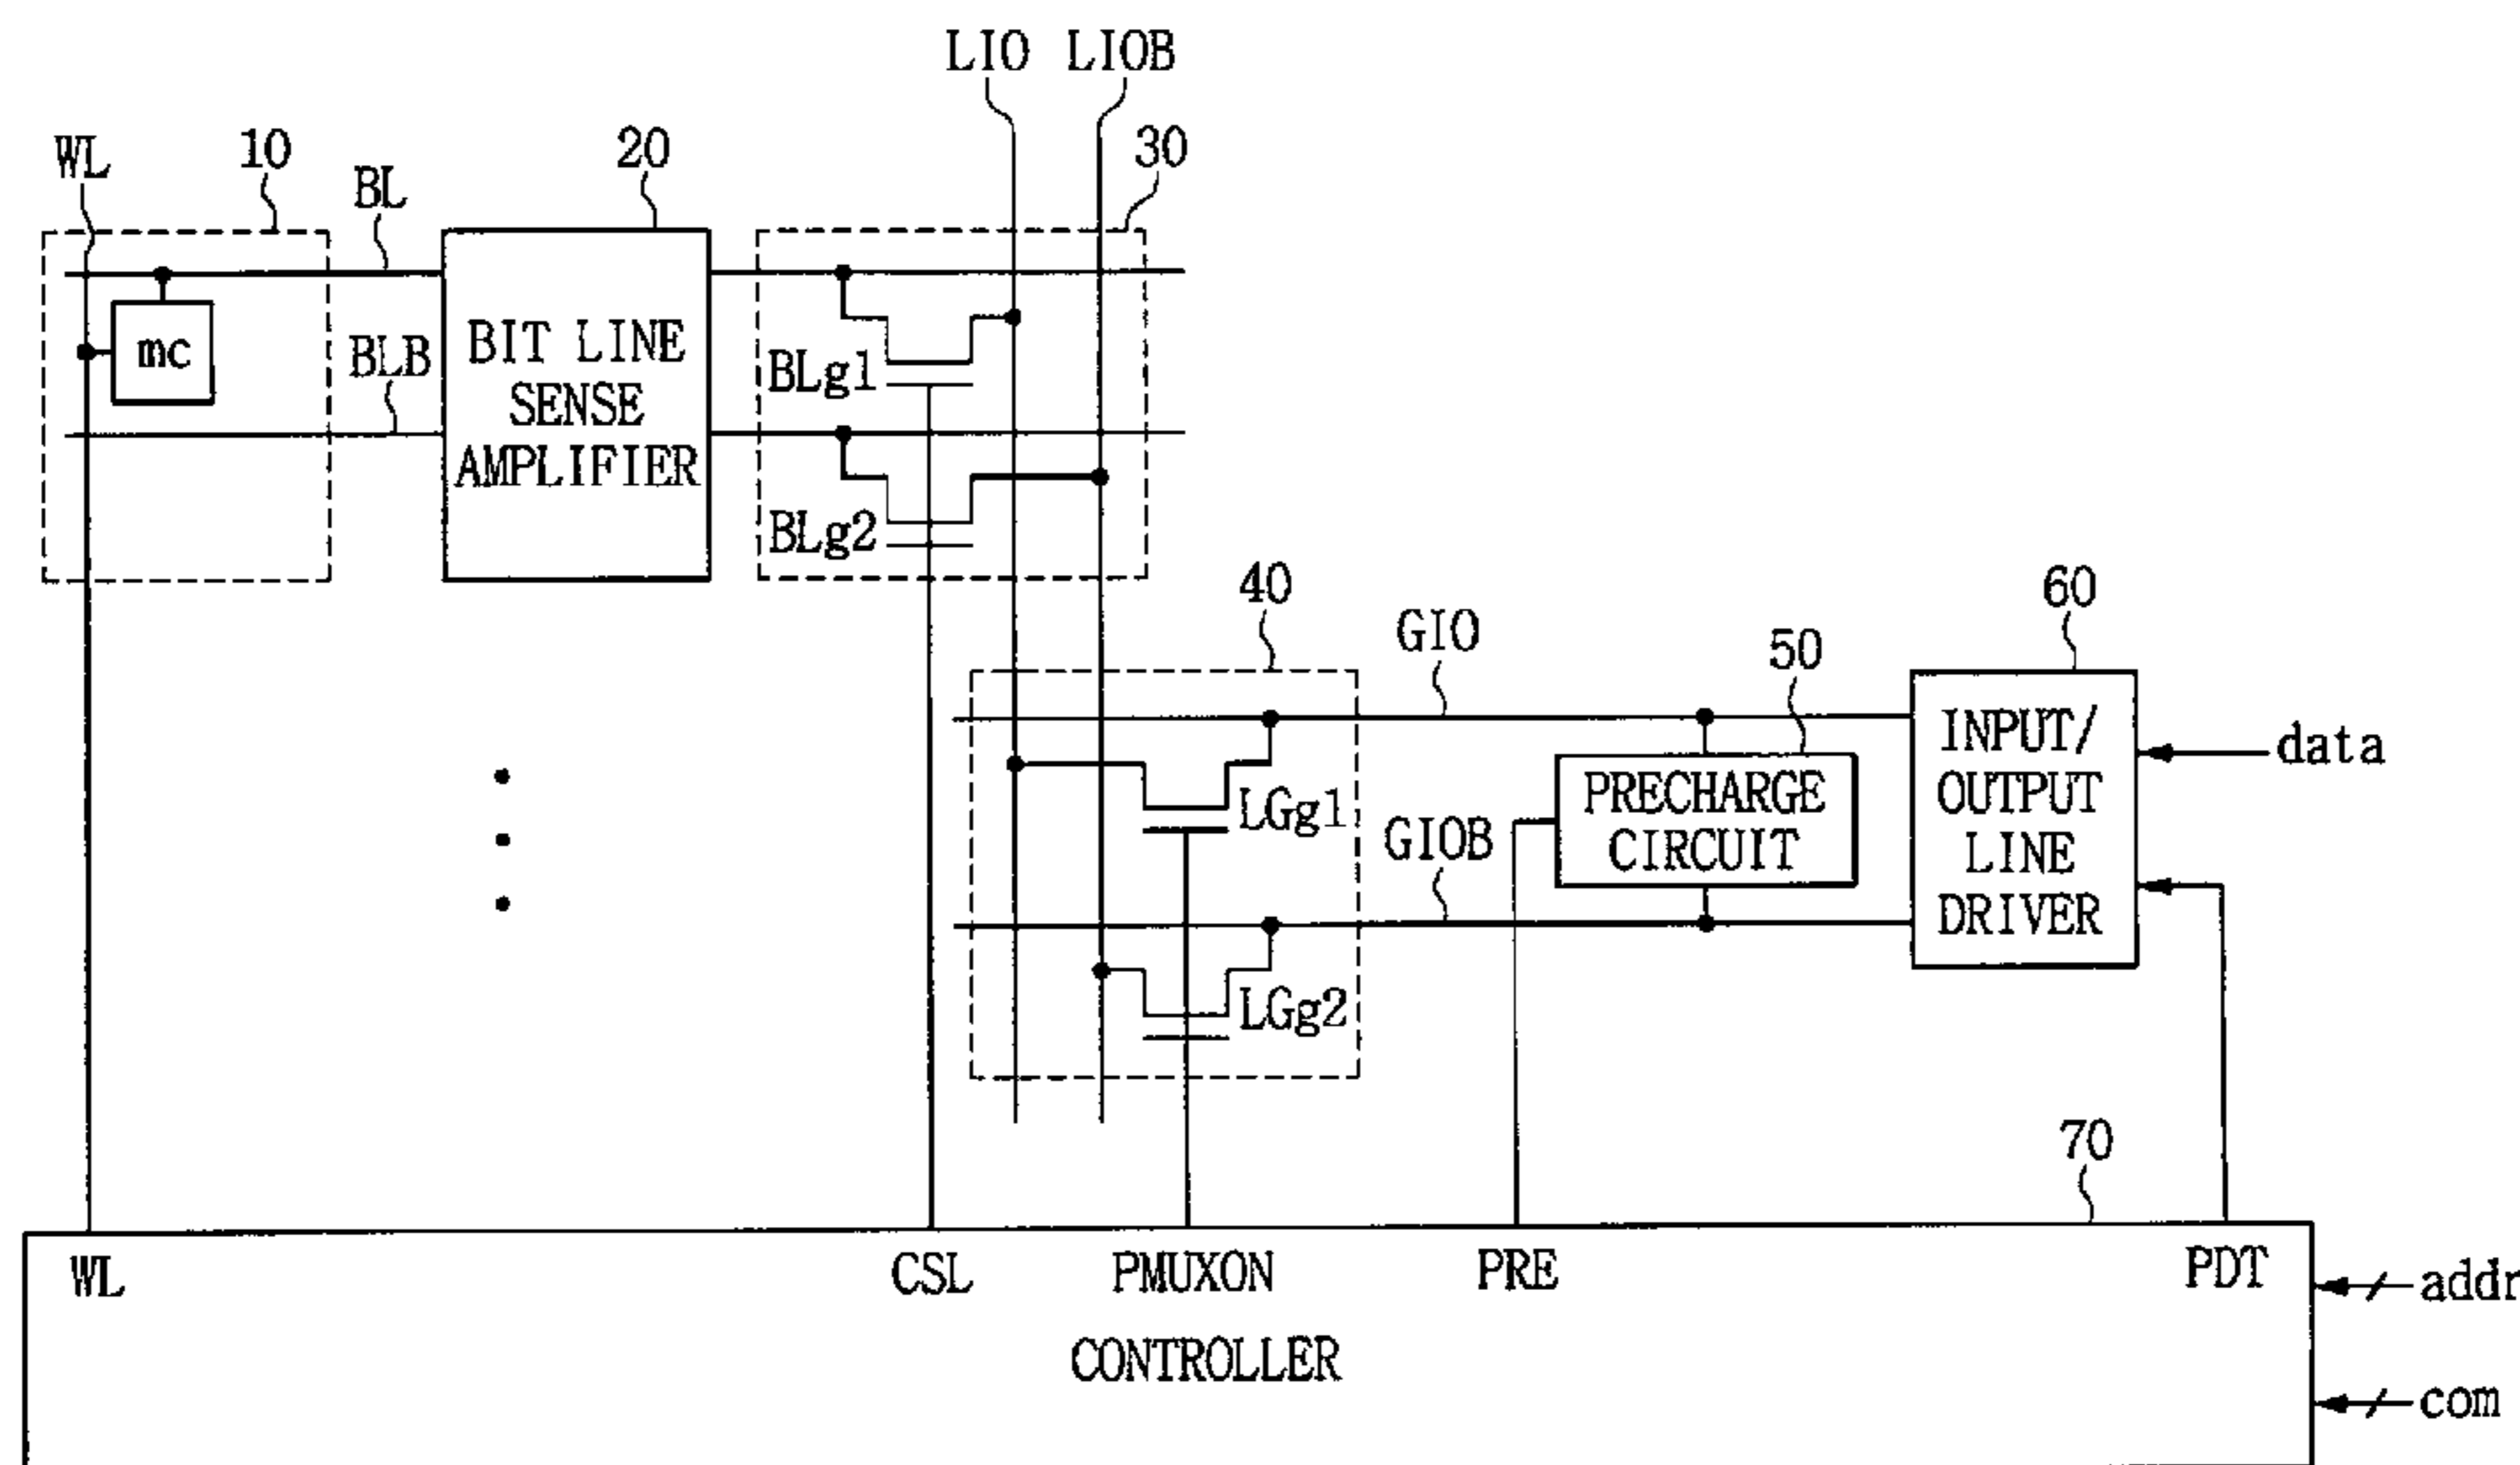 LIO LIOB
WL 10 BL 20 30
mc
BLB
BIT LINE
SENSE
AMPLIFIER
BLg1
BLg2
40 GIO 50 60
LGg1
GIOB
LGg2
PRECHARGE
CIRCUIT
INPUT/
OUTPUT
LINE
DRIVER
data
70
WL CSL PMUXON PRE PDT
CONTROLLER
addr
com